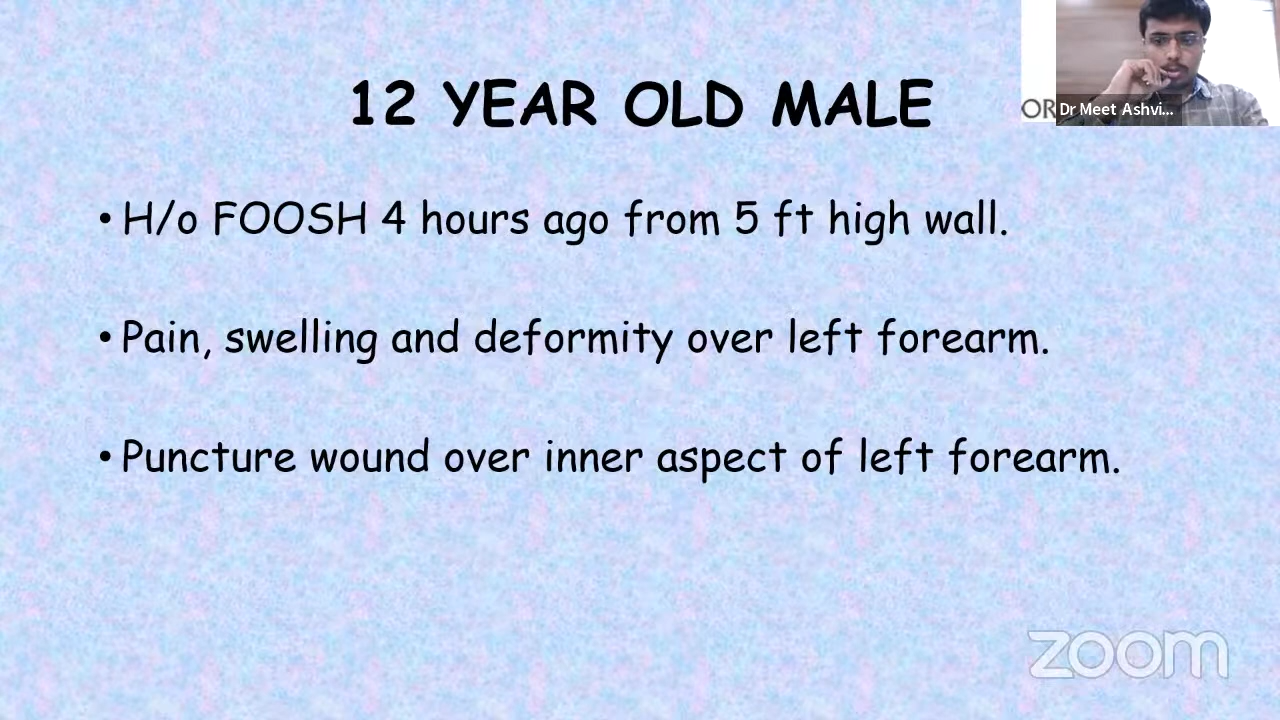 12 YEAR OLD MALE
OR
Dr Meet Ashvi...
• H/o FOOSH 4 hours ago from 5 ft high wall.
• Pain, swelling and deformity over left forearm.
• Puncture wound over inner aspect of left forearm.
zoom